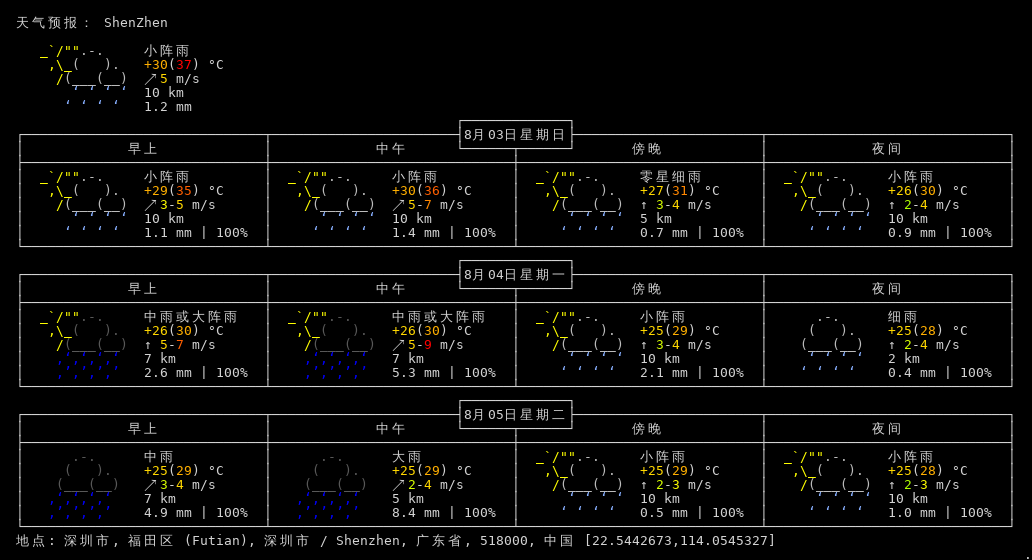 天气预报： ShenZhen
小阵雨
+30(37) °C
↗5 m/s
10 km
1.2 mm
8月03日星期日
早上 中午 傍晚 夜间
小阵雨 小阵雨 零星细雨 小阵雨
+29(35) °C +30(36) °C +27(31) °C +26(30) °C
↗3-5 m/s ↗5-7 m/s ↑ 3-4 m/s ↑ 2-4 m/s
10 km 10 km 5 km 10 km
1.1 mm | 100% 1.4 mm | 100% 0.7 mm | 100% 0.9 mm | 100%
8月04日星期一
早上 中午 傍晚 夜间
中雨或大阵雨 中雨或大阵雨 小阵雨 细雨
+26(30) °C +26(30) °C +25(29) °C +25(28) °C
↑ 5-7 m/s ↗5-9 m/s ↑ 3-4 m/s ↑ 2-4 m/s
7 km 7 km 10 km 2 km
2.6 mm | 100% 5.3 mm | 100% 2.1 mm | 100% 0.4 mm | 100%
8月05日星期二
早上 中午 傍晚 夜间
中雨 大雨 小阵雨 小阵雨
+25(29) °C +25(29) °C +25(29) °C +25(28) °C
↗3-4 m/s ↗2-4 m/s ↑ 2-3 m/s ↑ 2-3 m/s
7 km 5 km 10 km 10 km
4.9 mm | 100% 8.4 mm | 100% 0.5 mm | 100% 1.0 mm | 100%
地点: 深圳市, 福田区 (Futian), 深圳市 / Shenzhen, 广东省, 518000, 中国 [22.5442673,114.0545327]